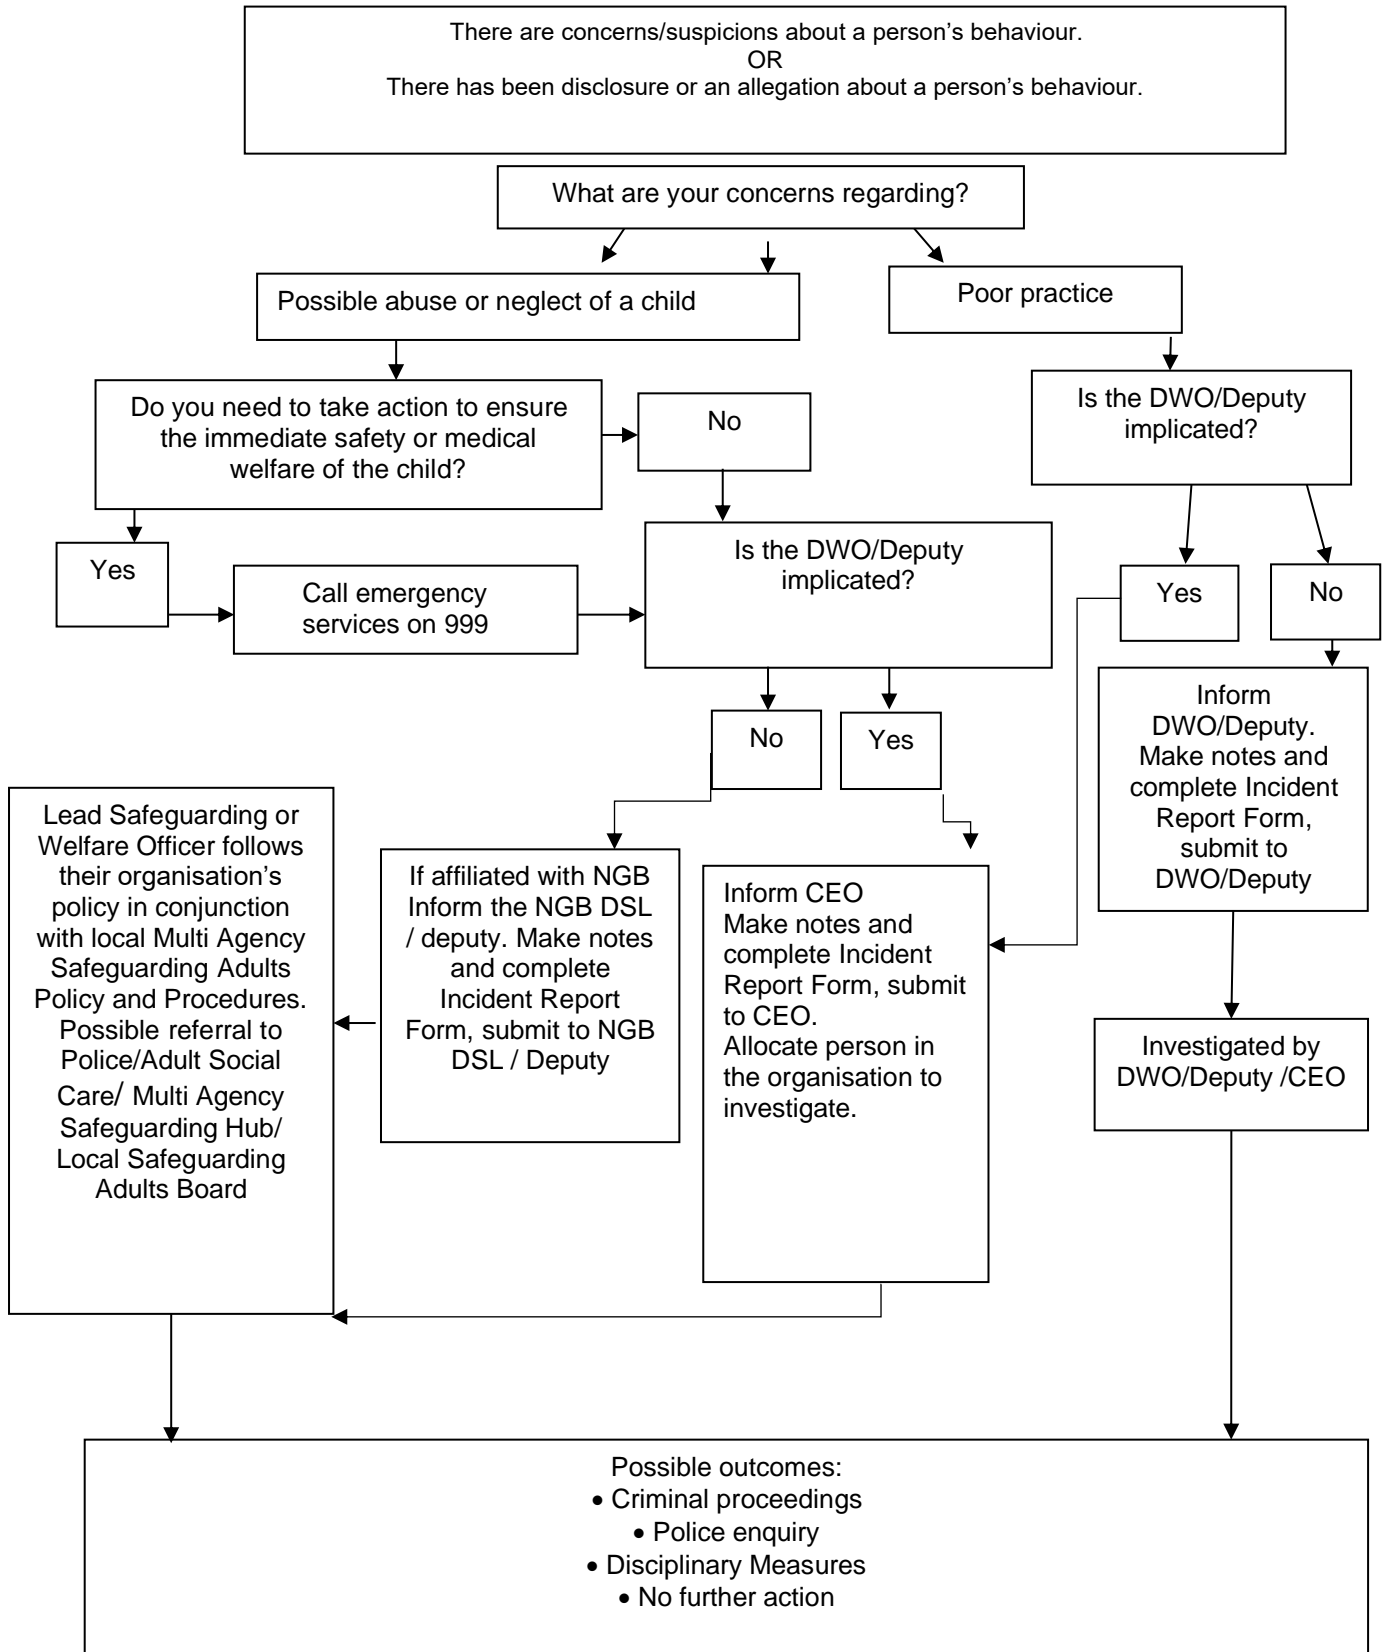 There are concerns/suspicions about a person’s behaviour.
OR
There has been disclosure or an allegation about a person’s behaviour.
What are your concerns regarding?
Possible abuse or neglect of a child
Poor practice
Do you need to take action to ensure
the immediate safety or medical
welfare of the child?
No
Is the DWO/Deputy
implicated?
Yes
Call emergency
services on 999
Is the DWO/Deputy
implicated?
Yes
No
No
Yes
Inform
DWO/Deputy.
Make notes and
complete Incident
Report Form,
submit to
DWO/Deputy
Lead Safeguarding or
Welfare Officer follows
their organisation’s
policy in conjunction
with local Multi Agency
Safeguarding Adults
Policy and Procedures.
Possible referral to
Police/Adult Social
Care/ Multi Agency
Safeguarding Hub/
Local Safeguarding
Adults Board
If affiliated with NGB
Inform the NGB DSL
/ deputy. Make notes
and complete
Incident Report
Form, submit to NGB
DSL / Deputy
Inform CEO
Make notes and
complete Incident
Report Form, submit
to CEO.
Allocate person in
the organisation to
investigate.
Investigated by
DWO/Deputy /CEO
Possible outcomes:
• Criminal proceedings
• Police enquiry
• Disciplinary Measures
• No further action